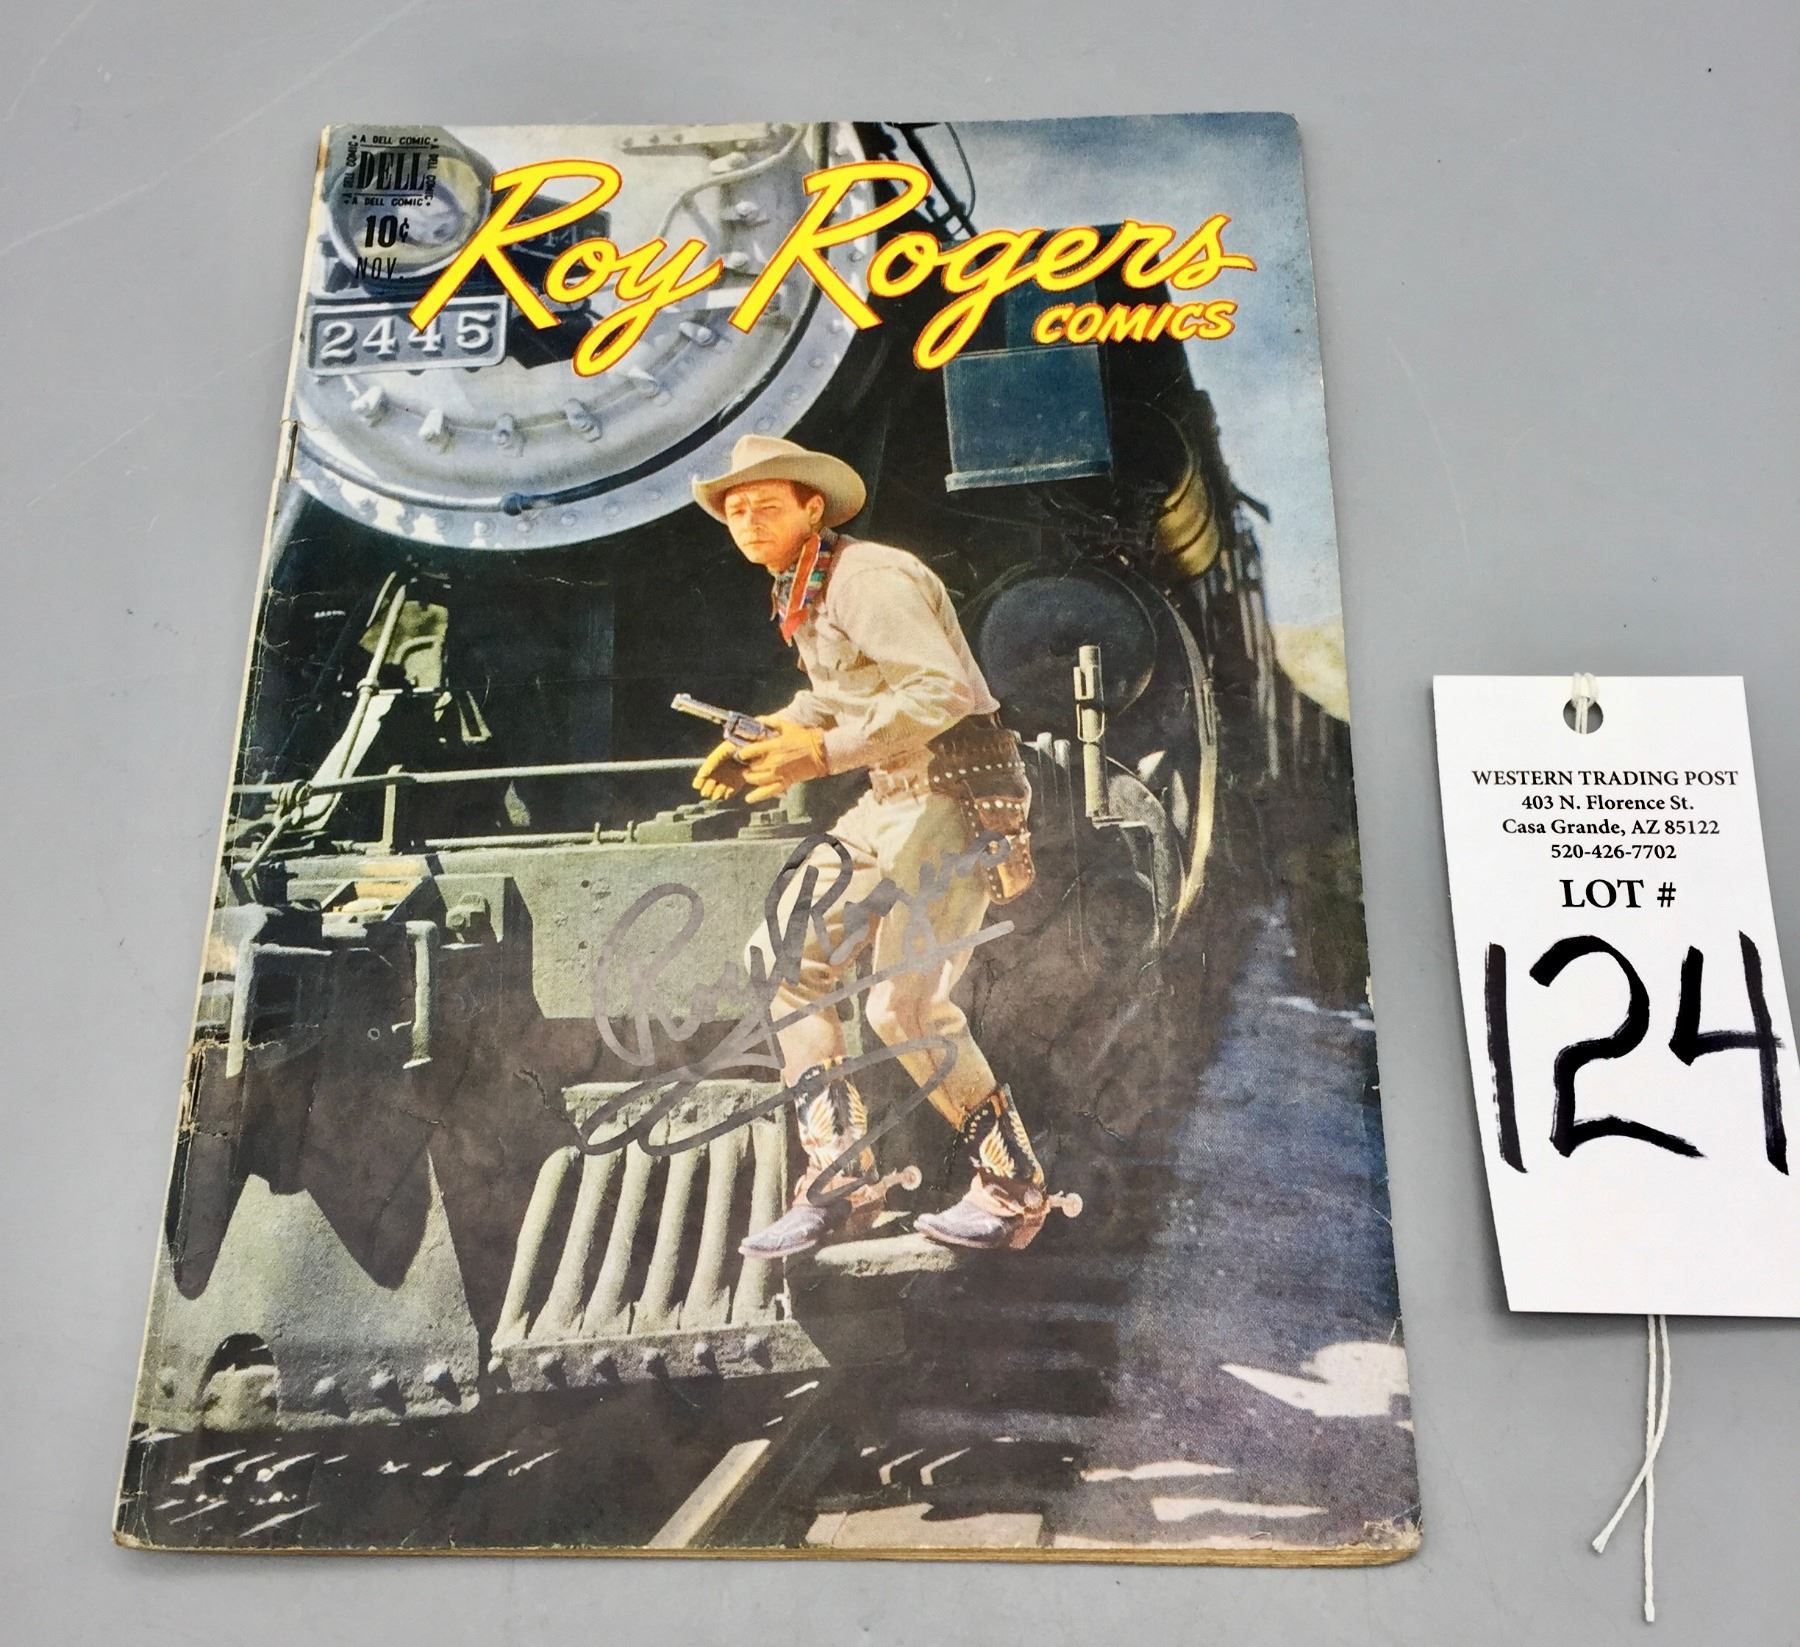 A DELL COMIC
A DELL COMIC
A DELL COMIC
DELL
A DELL COMIC
10¢
NOV.
Roy Rogers
COMICS
2445
Roy Rogers
WESTERN TRADING POST
403 N. Florence St.
Casa Grande, AZ 85122
520-426-7702
LOT #
124